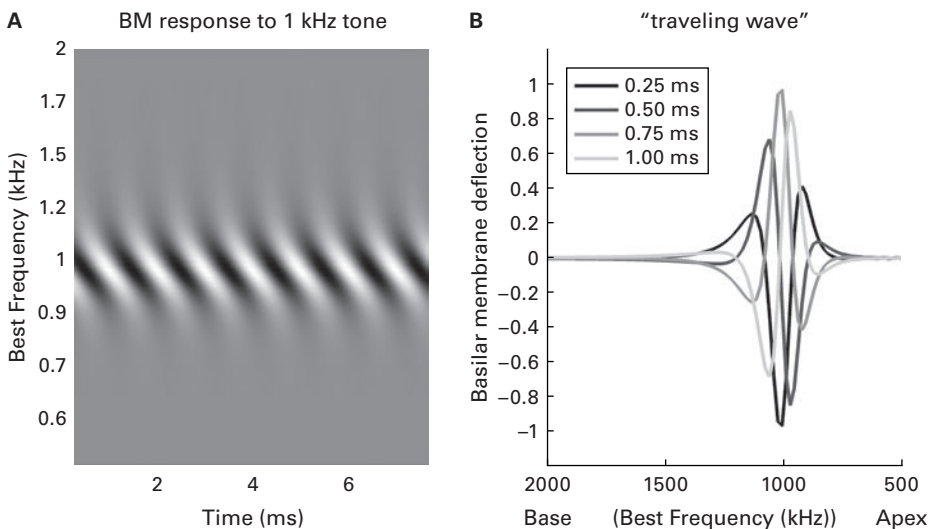 A
BM response to 1 kHz tone
Best Frequency (kHz)
2
1.7
1.5
1.2
1
0.9
0.7
0.6
2 4 6
Time (ms)
B
“traveling wave”
Basilar membrane deflection
1
0.8
0.6
0.4
0.2
0
−0.2
−0.4
−0.6
−0.8
−1
0.25 ms
0.50 ms
0.75 ms
1.00 ms
2000 1500 1000 500
Base (Best Frequency (kHz)) Apex